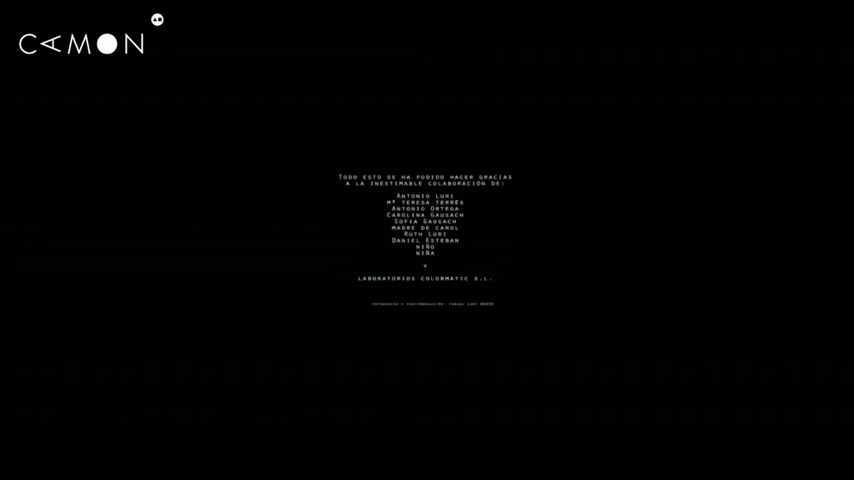 CAMON
Todo esto se ha podido hacer gracias
a la inestimable colaboración de:
Antonio Luri
Mª Teresa Terrés
Antonio Ortega
Carolina Gausach
Sofia Gausach
madre de Carol
Ruth Luri
Daniel Esteban
niño
niña
y
Laboratorios Colormatic S.L.